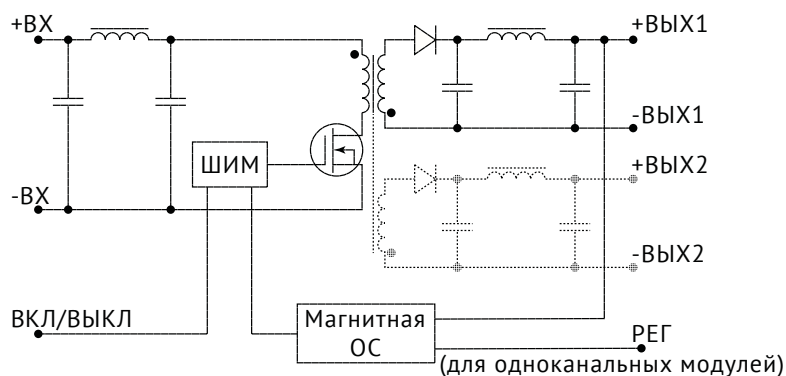 +ВХ
+ВЫХ1
-ВЫХ1
ШИМ
+ВЫХ2
-ВХ
-ВЫХ2
ВКЛ/ВЫКЛ
Магнитная
ОС
РЕГ
(для одноканальных модулей)